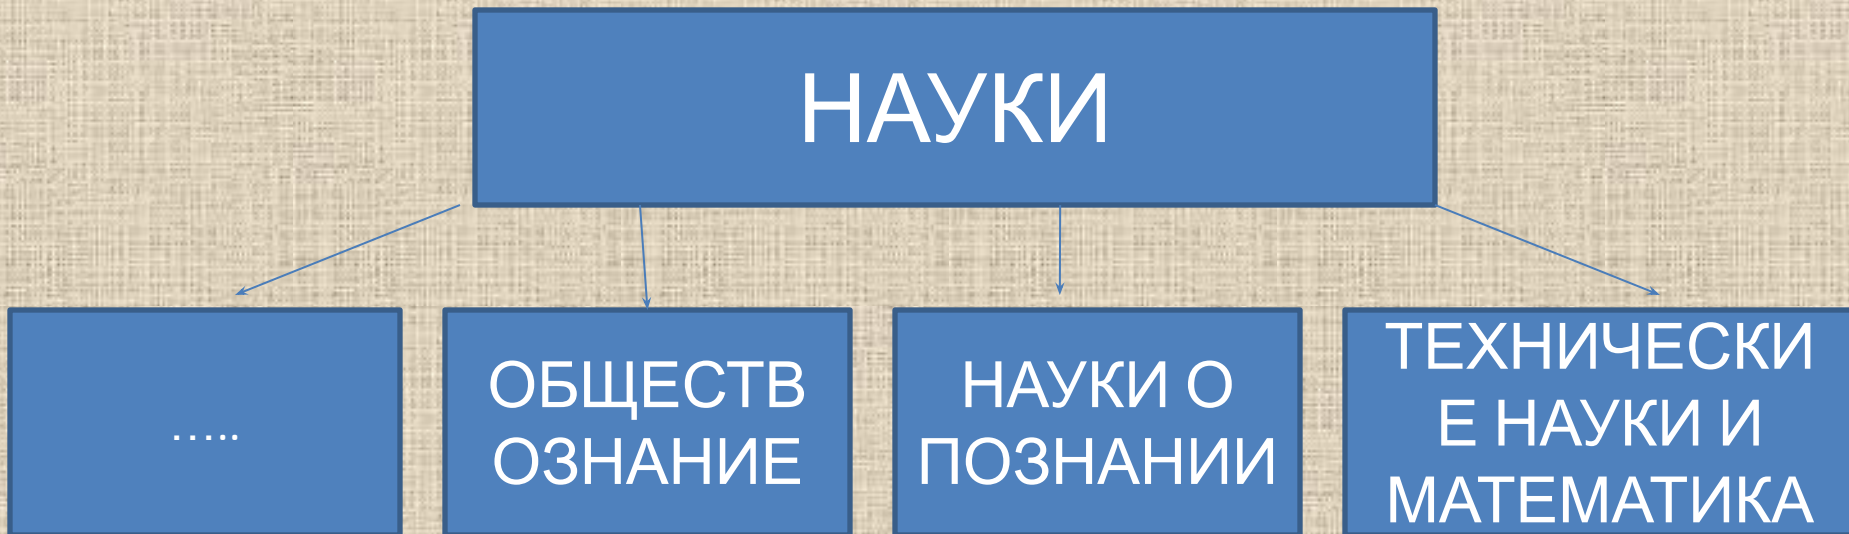 НАУКИ
.....
ОБЩЕСТВ
ОЗНАНИЕ
НАУКИ О
ПОЗНАНИИ
ТЕХНИЧЕСКИ
Е НАУКИ И
МАТЕМАТИКА